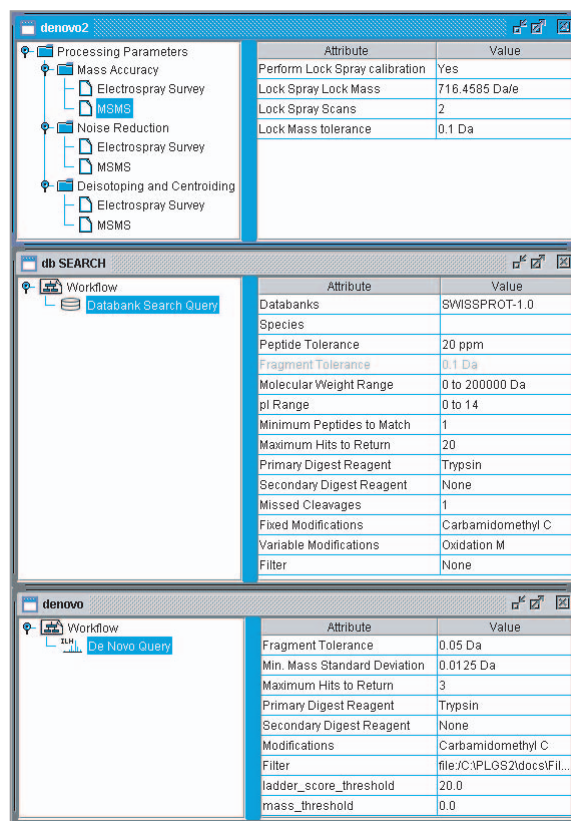 denovo2
Processing Parameters
Mass Accuracy
Electrospray Survey
MSMS
Noise Reduction
Electrospray Survey
MSMS
Deisotoping and Centroiding
Electrospray Survey
MSMS
Attribute Value
Perform Lock Spray calibration Yes
Lock Spray Lock Mass 716.4585 Da/e
Lock Spray Scans 2
Lock Mass tolerance 0.1 Da
db SEARCH
Workflow
Databank Search Query
Attribute Value
Databanks SWISSPROT-1.0
Species
Peptide Tolerance 20 ppm
Fragment Tolerance 0.1 Da
Molecular Weight Range 0 to 200000 Da
pI Range 0 to 14
Minimum Peptides to Match 1
Maximum Hits to Return 20
Primary Digest Reagent Trypsin
Secondary Digest Reagent None
Missed Cleavages 1
Fixed Modifications Carbamidomethyl C
Variable Modifications Oxidation M
Filter None
denovo
Workflow
ILH
De Novo Query
Attribute Value
Fragment Tolerance 0.05 Da
Min. Mass Standard Deviation 0.0125 Da
Maximum Hits to Return 3
Primary Digest Reagent Trypsin
Secondary Digest Reagent None
Modifications Carbamidomethyl C
Filter file:/C:\PLGS2\docs\Fil...
ladder_score_threshold 20.0
mass_threshold 0.0